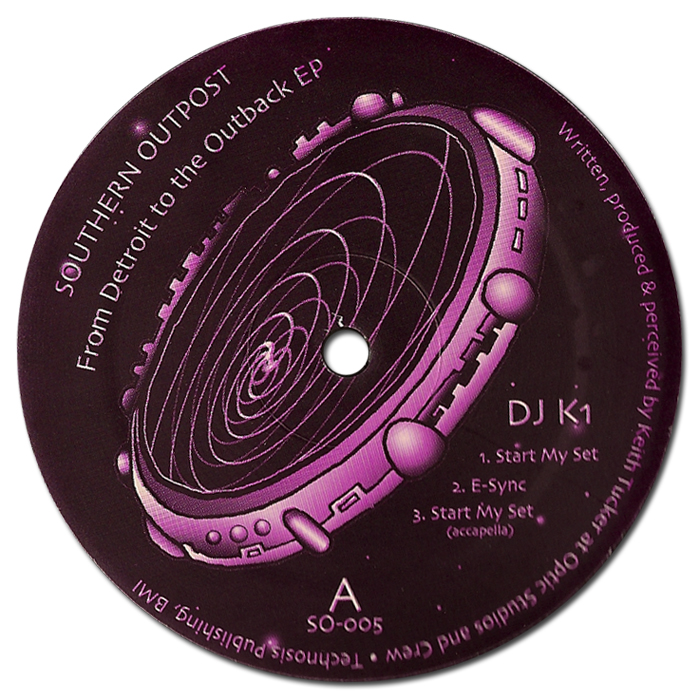 SOUTHERN OUTPOST
From Detroit to the Outback EP
DJ K1
1. Start My Set
2. E-Sync
3. Start My Set
(accapella)
A
SO-005
Written, produced & perceived by Keith Tucker at Optic Studios and Crew • Technosis Publishing, BMI